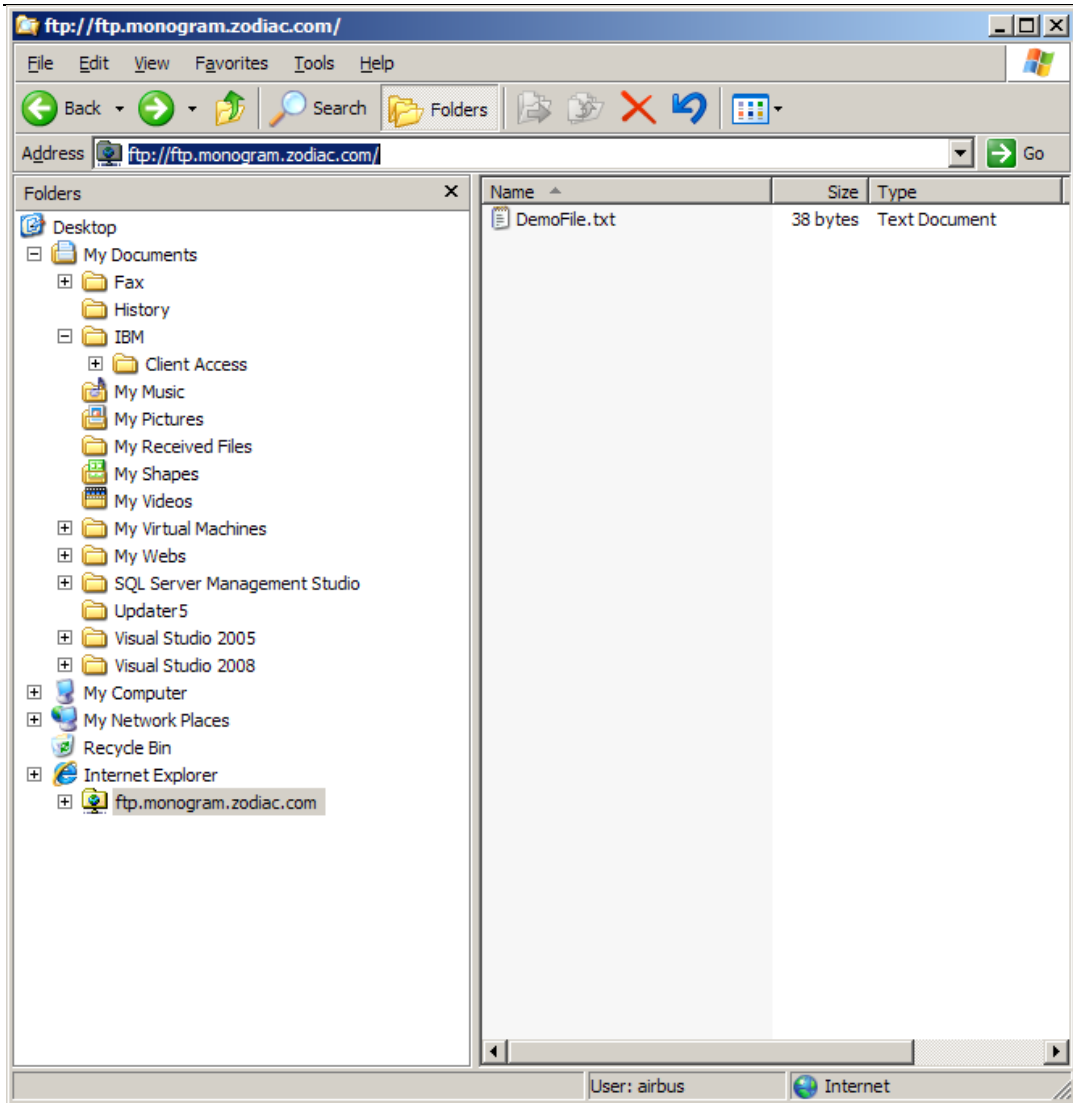 ftp://ftp.monogram.zodiac.com/
File Edit View Favorites Tools Help
Back Search Folders
Address ftp://ftp.monogram.zodiac.com/ Go
Folders
Name Size Type
Desktop
DemoFile.txt 38 bytes Text Document
My Documents
Fax
History
IBM
Client Access
My Music
My Pictures
My Received Files
My Shapes
My Videos
My Virtual Machines
My Webs
SQL Server Management Studio
Updater5
Visual Studio 2005
Visual Studio 2008
My Computer
My Network Places
Recycle Bin
Internet Explorer
ftp.monogram.zodiac.com
User: airbus Internet